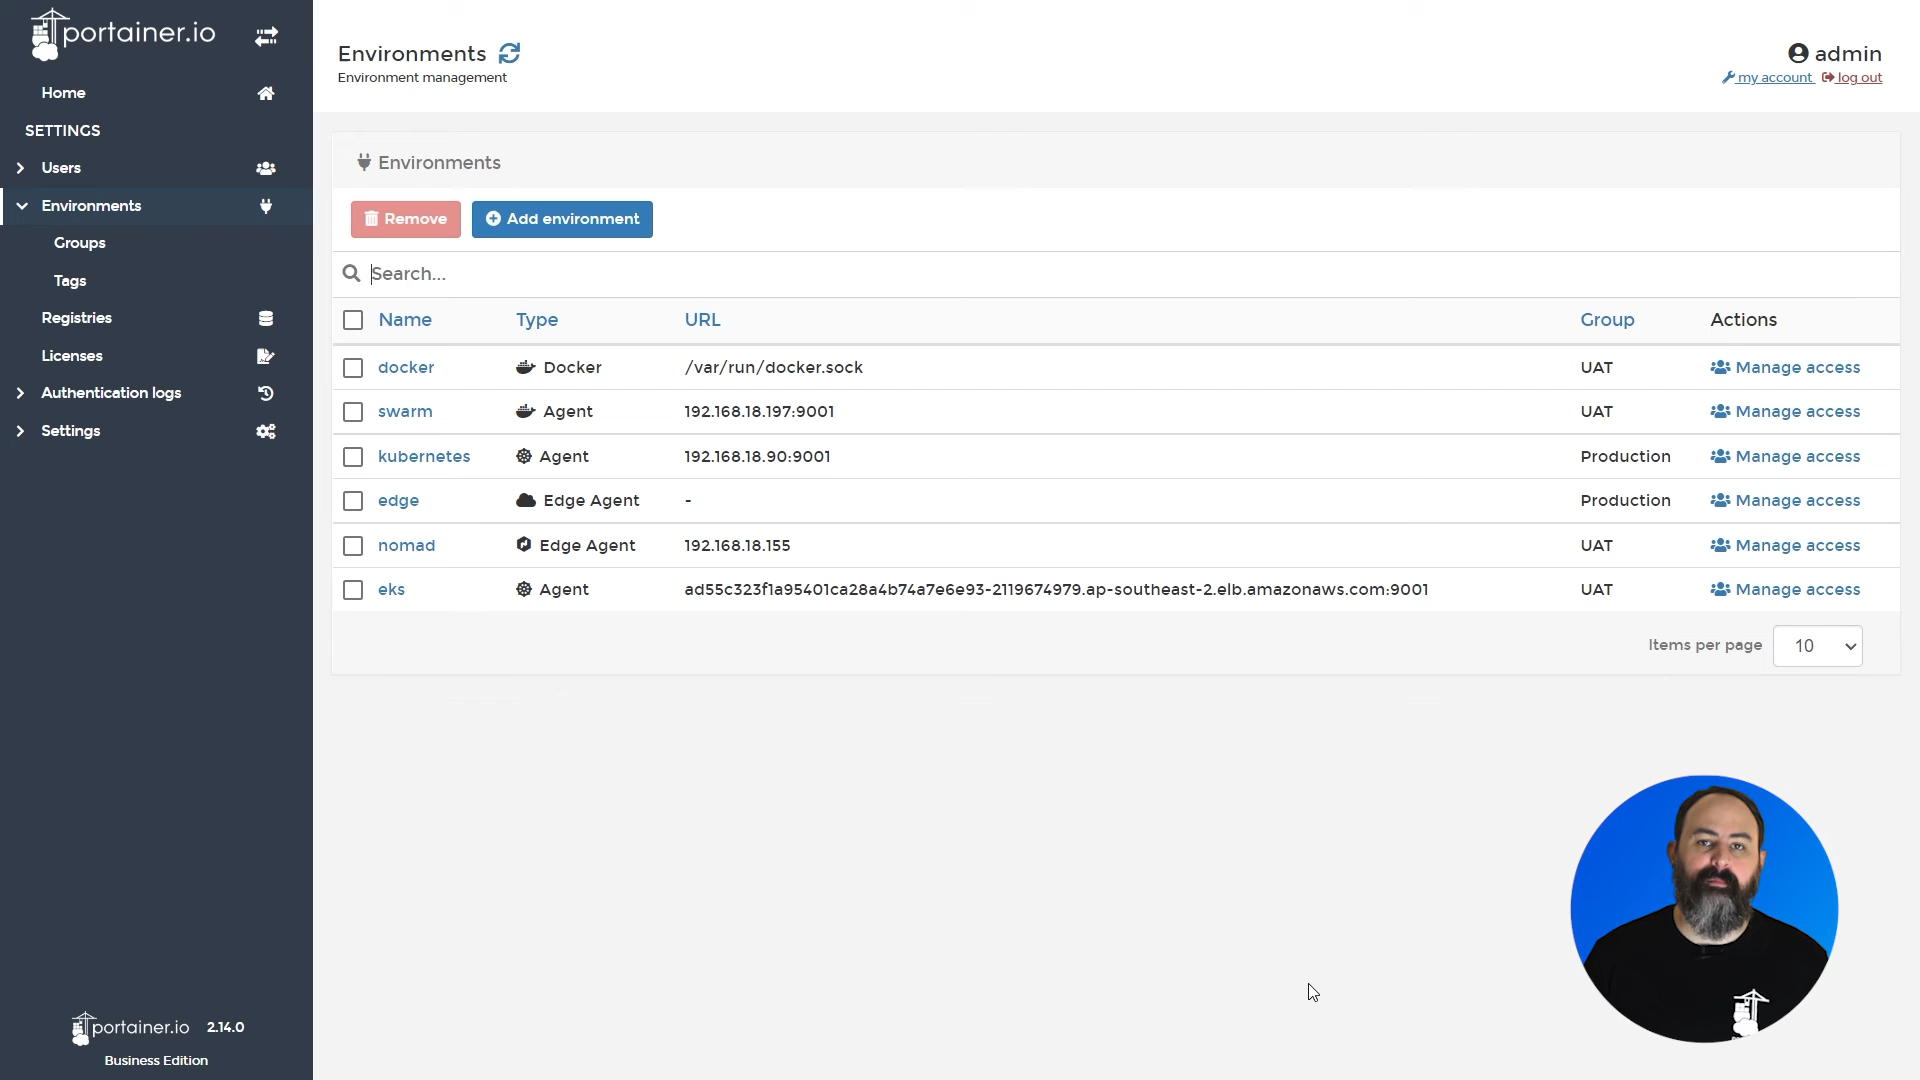 portainer.io
Home
SETTINGS
Users
Environments
Groups
Tags
Registries
Licenses
Authentication logs
Settings
portainer.io 2.14.0
Business Edition
Environments
Environment management
admin
my account log out
Environments
Remove Add environment
Search...
Name Type URL Group Actions
docker Docker /var/run/docker.sock UAT Manage access
swarm Agent 192.168.18.197:9001 UAT Manage access
kubernetes Agent 192.168.18.90:9001 Production Manage access
edge Edge Agent - Production Manage access
nomad Edge Agent 192.168.18.155 UAT Manage access
eks Agent ad55c323f1a95401ca28a4b74a7e6e93-2119674979.ap-southeast-2.elb.amazonaws.com:9001 UAT Manage access
Items per page 10